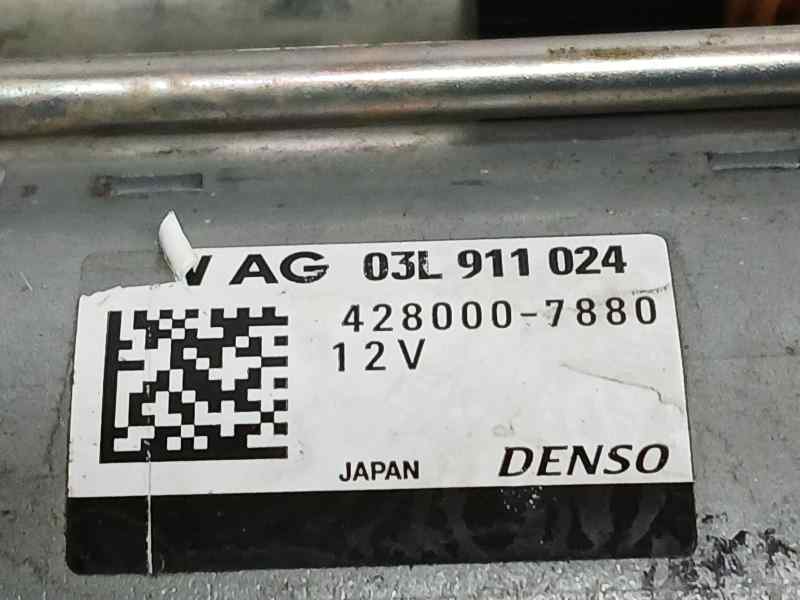 AG 03L 911 024
428000-7880
12V
JAPAN DENSO